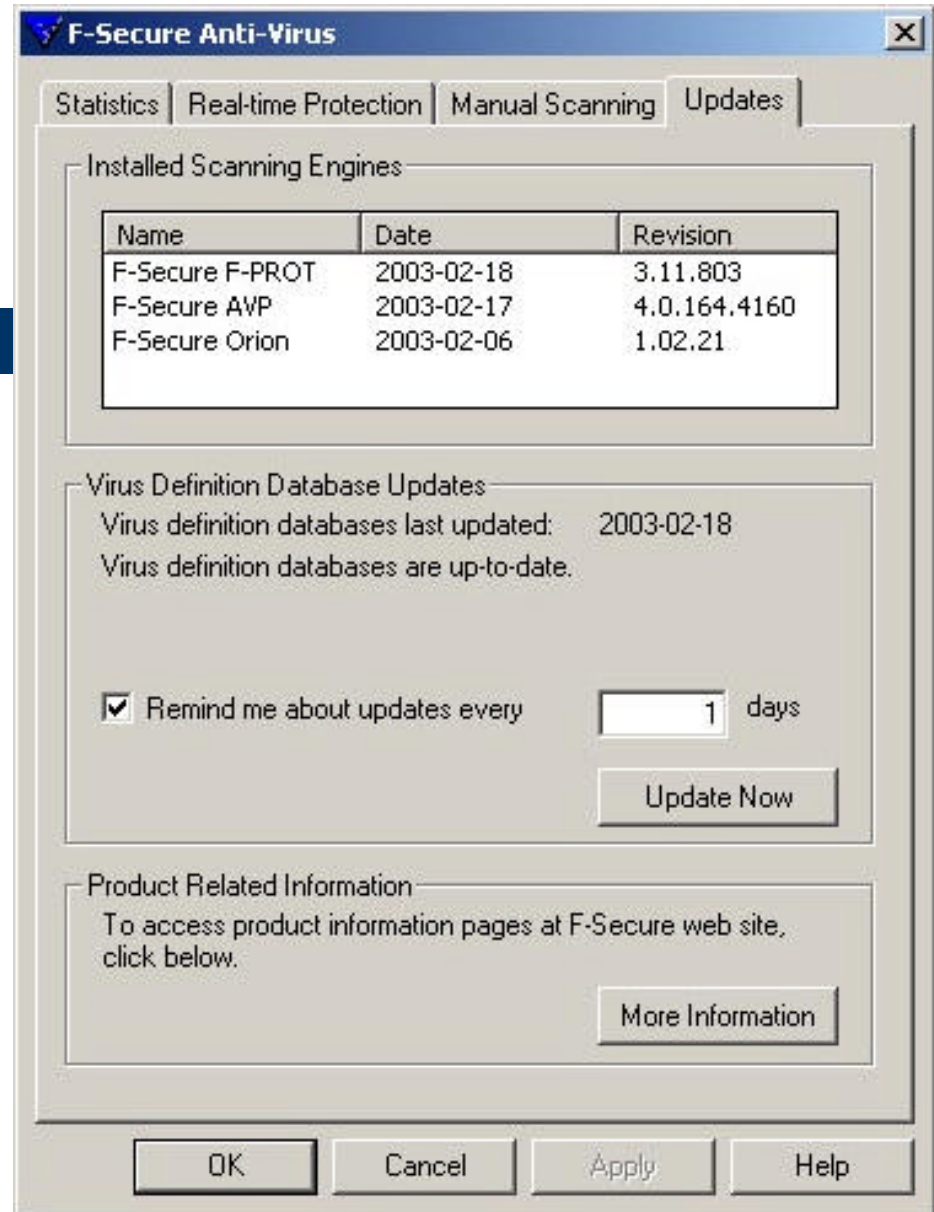 F-Secure Anti-Virus
Statistics Real-time Protection Manual Scanning Updates
Installed Scanning Engines
Name Date Revision
F-Secure F-PROT 2003-02-18 3.11.803
F-Secure AVP 2003-02-17 4.0.164.4160
F-Secure Orion 2003-02-06 1.02.21
Virus Definition Database Updates
Virus definition databases last updated: 2003-02-18
Virus definition databases are up-to-date.
Remind me about updates every 1 days
Update Now
Product Related Information
To access product information pages at F-Secure web site,
click below.
More Information
OK Cancel Apply Help